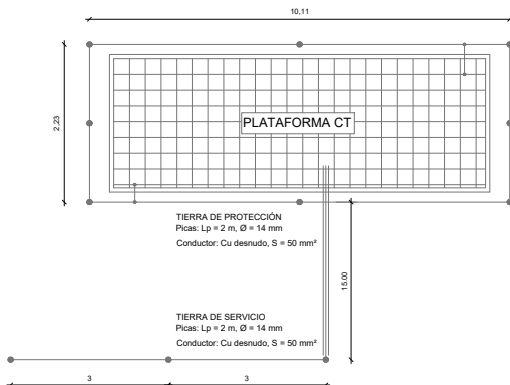 10,11
2,23
PLATAFORMA CT
TIERRA DE PROTECCIÓN
Picas: Lp = 2 m, Ø = 14 mm
Conductor: Cu desnudo, S = 50 mm²
15.00
TIERRA DE SERVICIO
Picas: Lp = 2 m, Ø = 14 mm
Conductor: Cu desnudo, S = 50 mm²
3
3